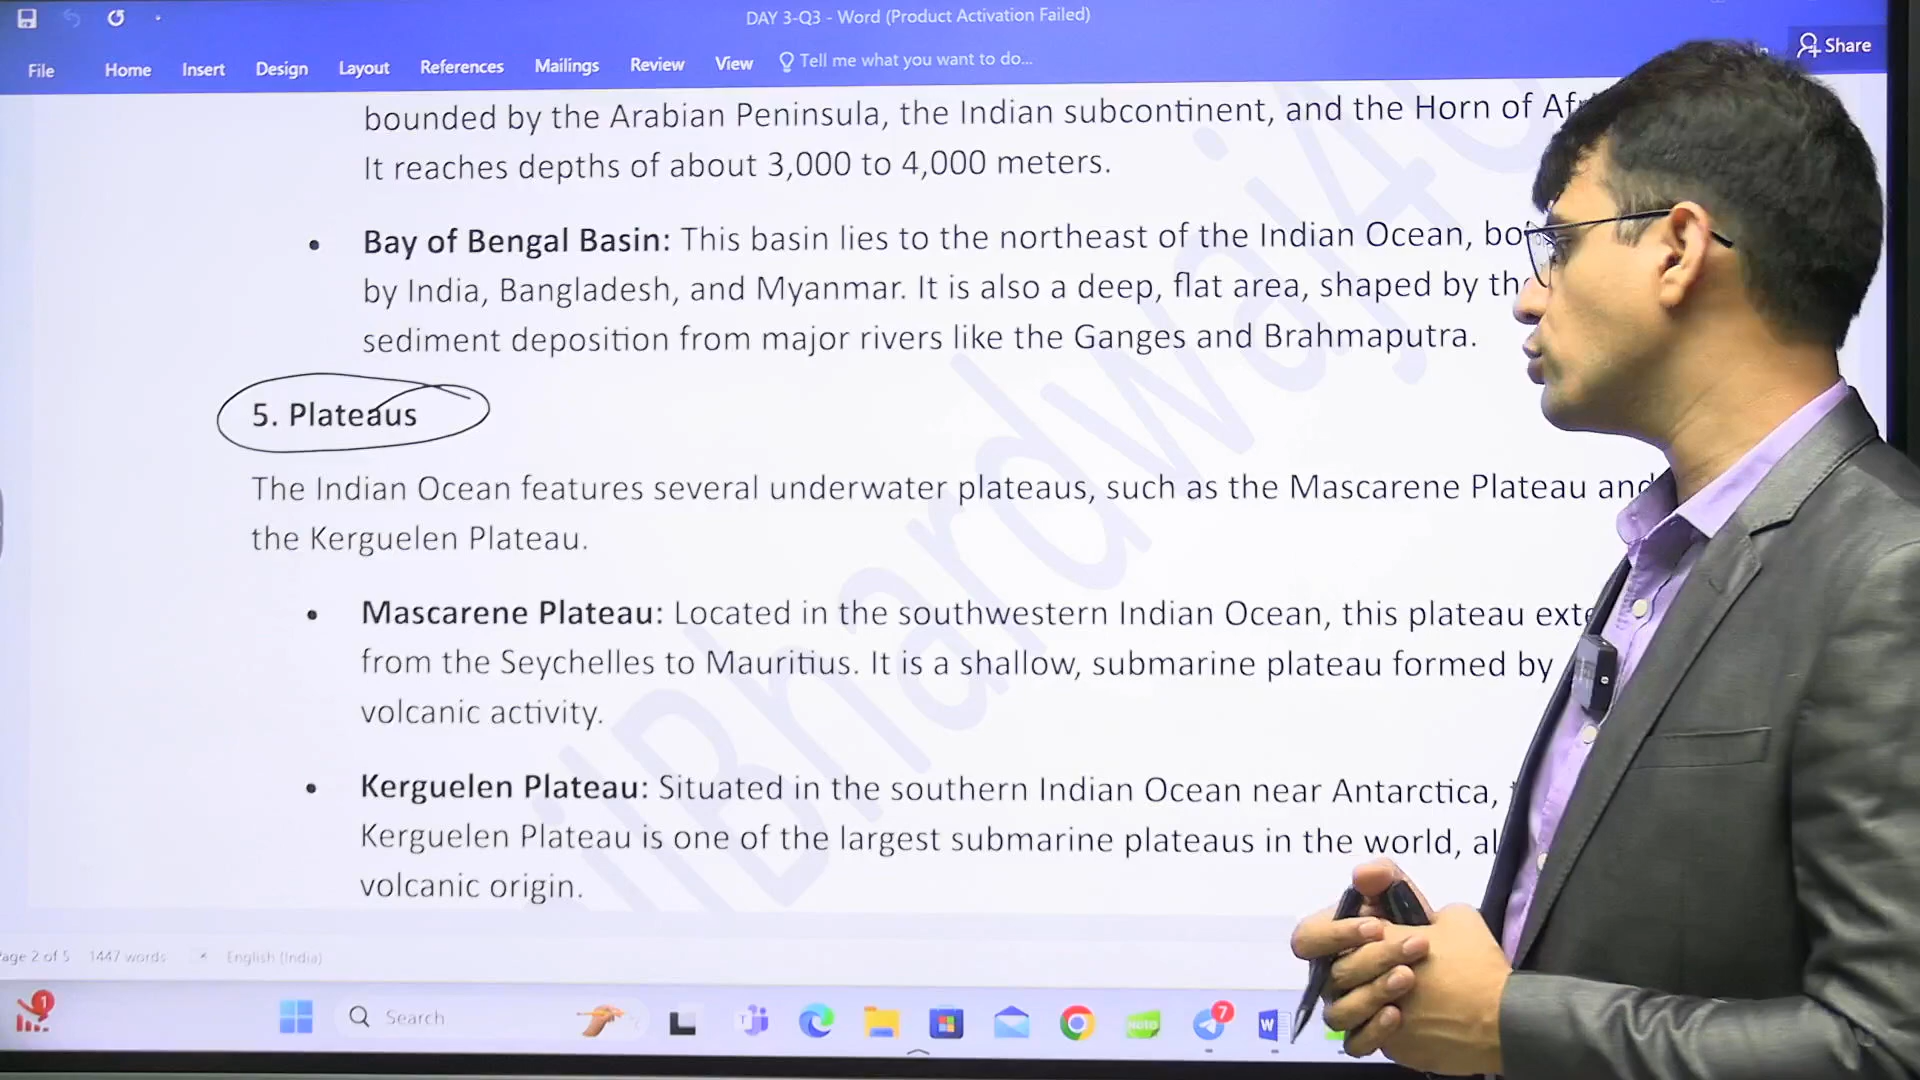 DAY 3-Q3 - Word (Product Activation Failed)
File Home Insert Design Layout References Mailings Review View Tell me what you want to do... Share
bounded by the Arabian Peninsula, the Indian subcontinent, and the Horn of
It reaches depths of about 3,000 to 4,000 meters.
• Bay of Bengal Basin: This basin lies to the northeast of the Indian Ocean,
by India, Bangladesh, and Myanmar. It is also a deep, flat area, shaped by
sediment deposition from major rivers like the Ganges and Brahmaputra.
5. Plateaus
The Indian Ocean features several underwater plateaus, such as the Mascarene Plateau and
the Kerguelen Plateau.
• Mascarene Plateau: Located in the southwestern Indian Ocean, this plateau
from the Seychelles to Mauritius. It is a shallow, submarine plateau formed by
volcanic activity.
• Kerguelen Plateau: Situated in the southern Indian Ocean near Antarctica,
Kerguelen Plateau is one of the largest submarine plateaus in the world,
volcanic origin.
age 2 of 5 1447 words English (India)
1 Search 7